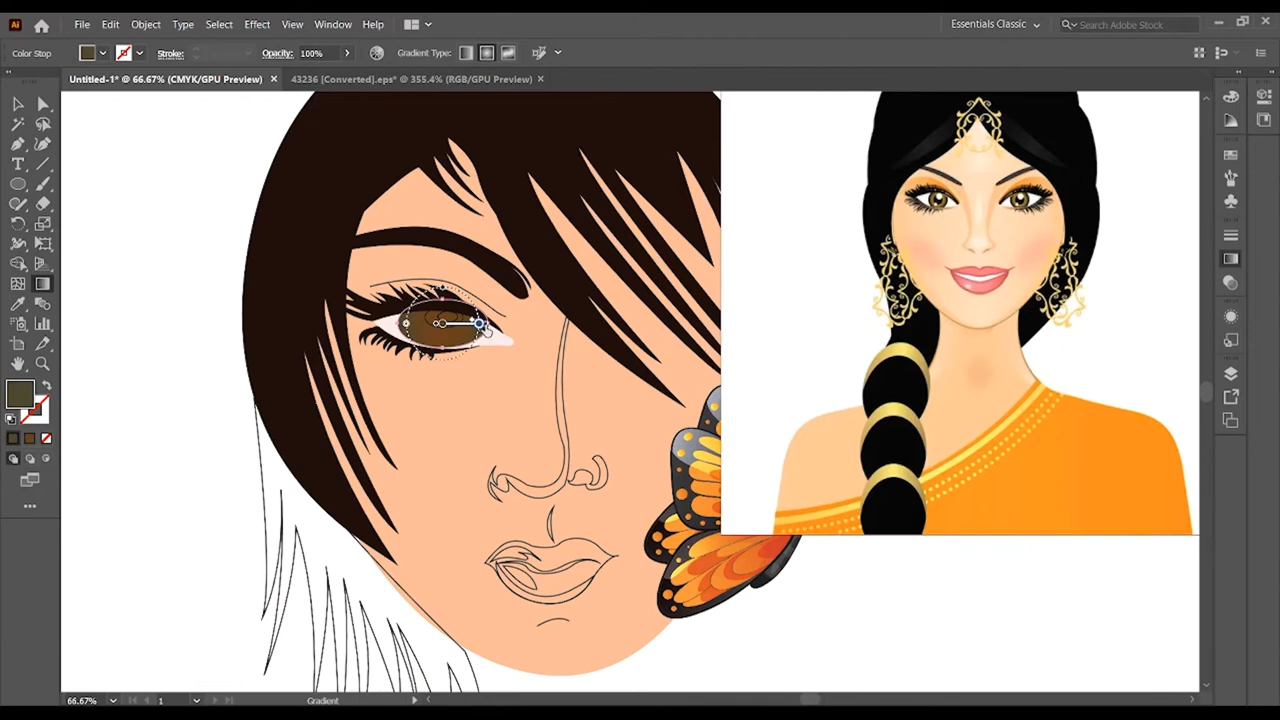 Ai File Edit Object Type Select Effect View Window Help Essentials Classic Search Adobe Stock
Color Stop Stroke: Opacity: 100% Gradient Type:
Untitled-1* @ 66.67% (CMYK/GPU Preview) × 43236 [Converted].eps* @ 355.4% (RGB/GPU Preview) ×
66.67% 1 Gradient